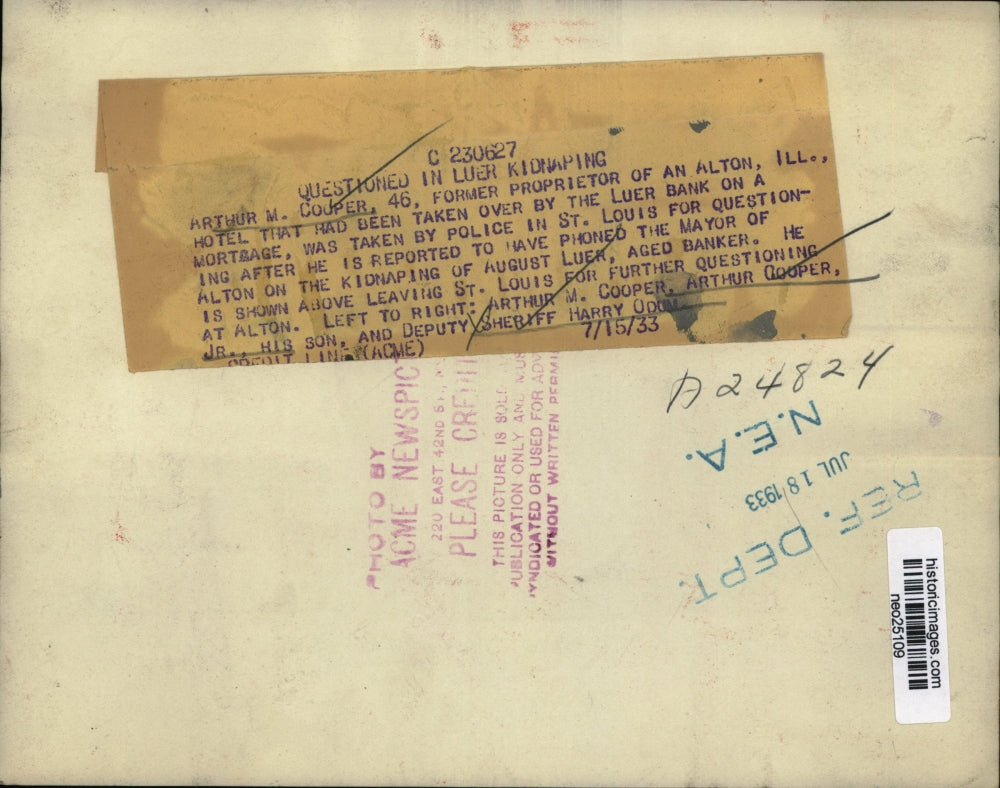 C 230627
QUESTIONED IN LUER KIDNAPING
ARTHUR M. COOPER, 46, FORMER PROPRIETOR OF AN ALTON, ILL.,
HOTEL THAT HAD BEEN TAKEN OVER BY THE LUER BANK ON A
MORTGAGE, WAS TAKEN BY POLICE IN ST. LOUIS FOR QUESTION-
ING AFTER HE IS REPORTED TO HAVE PHONED THE MAYOR OF
ALTON ON THE KIDNAPING OF AUGUST LUER, AGED BANKER. HE
IS SHOWN ABOVE LEAVING ST. LOUIS FOR FURTHER QUESTIONING
AT ALTON. LEFT TO RIGHT: ARTHUR M. COOPER, ARTHUR COOPER,
JR., HIS SON, AND DEPUTY SHERIFF HARRY ODUM
CREDIT LINE (ACME) 7/15/33
PHOTO BY
ACME NEWSPIC
220 EAST 42ND ST.,
PLEASE CREDIT
THIS PICTURE IS SOLD
PUBLICATION ONLY AND MUS
YNDICATED OR USED FOR ADV
WITHOUT WRITTEN PERMI
A24824
N.E.A.
JUL 18 1933
REF. DEPT.
historicimages.com
neo25109